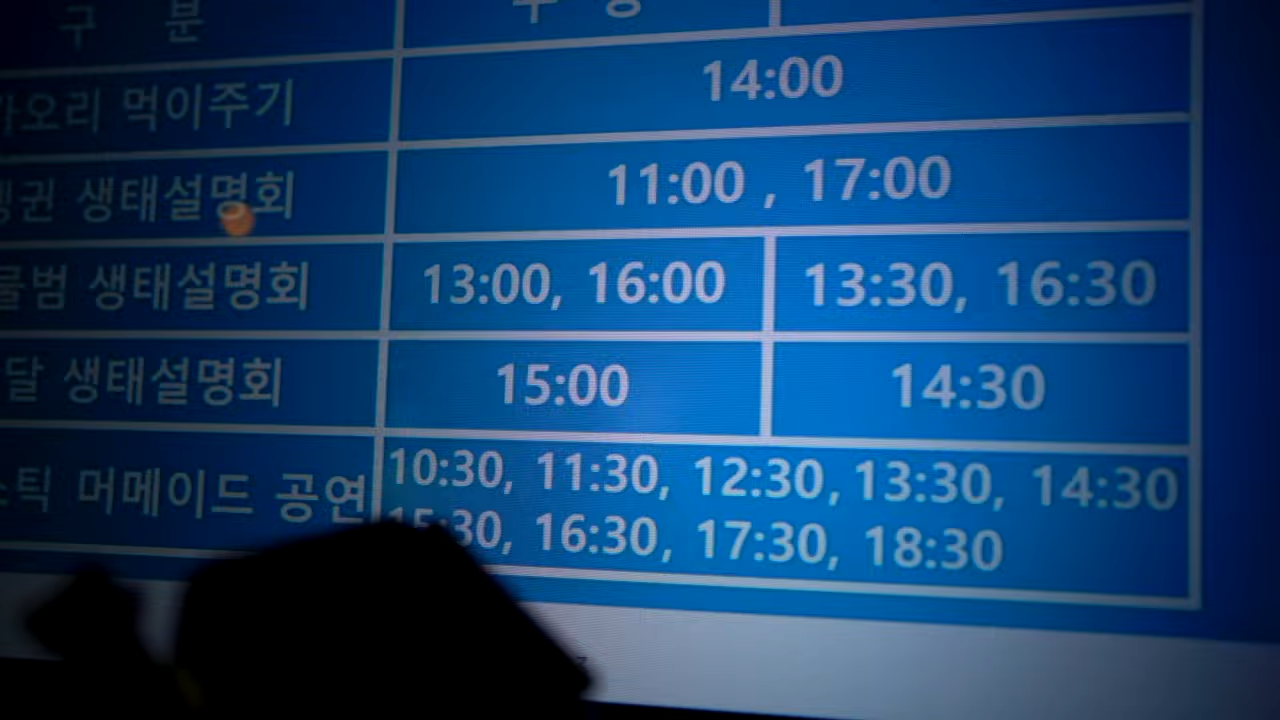 구 분
가오리 먹이주기
14:00
생태설명회
11:00 , 17:00
생태설명회
13:00, 16:00
13:30, 16:30
달 생태설명회
15:00
14:30
머메이드 공연
10:30, 11:30, 12:30, 13:30, 14:30
15:30, 16:30, 17:30, 18:30